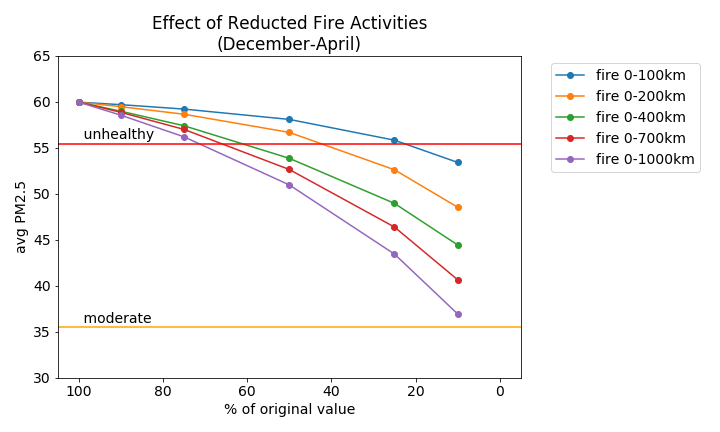 Effect of Reducted Fire Activities
(December-April)
65
60
55
50
45
40
35
30
avg PM2.5
unhealthy
moderate
100
80
60
40
20
0
% of original value
fire 0-100km
fire 0-200km
fire 0-400km
fire 0-700km
fire 0-1000km